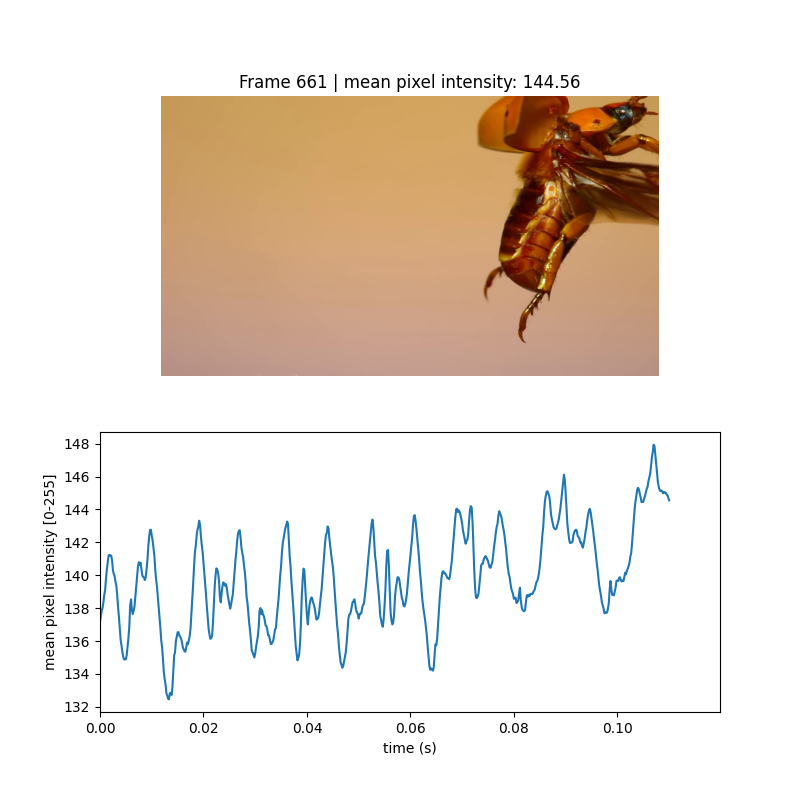 Frame 661 | mean pixel intensity: 144.56
148
146
144
142
140
138
136
134
132
mean pixel intensity [0-255]
0.00 0.02 0.04 0.06 0.08 0.10
time (s)